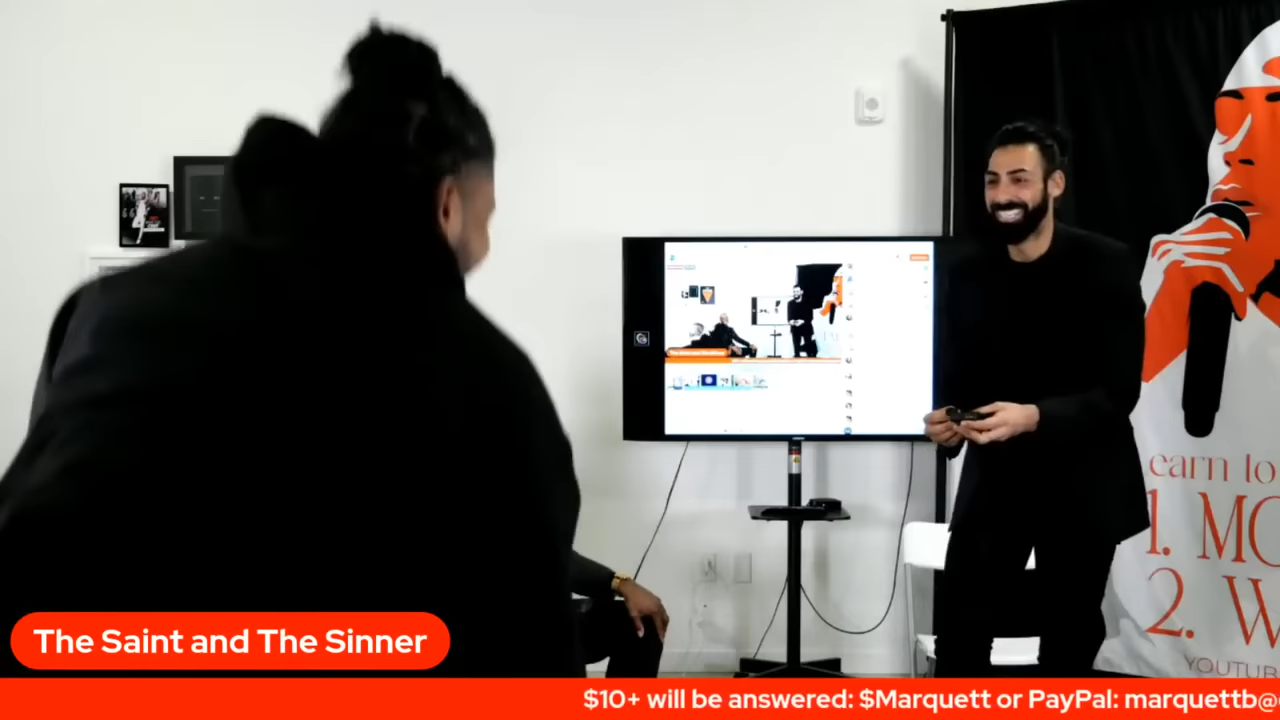 earn to
1. MO
2. W
YOUTUB
The Saint and The Sinner
$10+ will be answered: $Marquett or PayPal: marquettb@